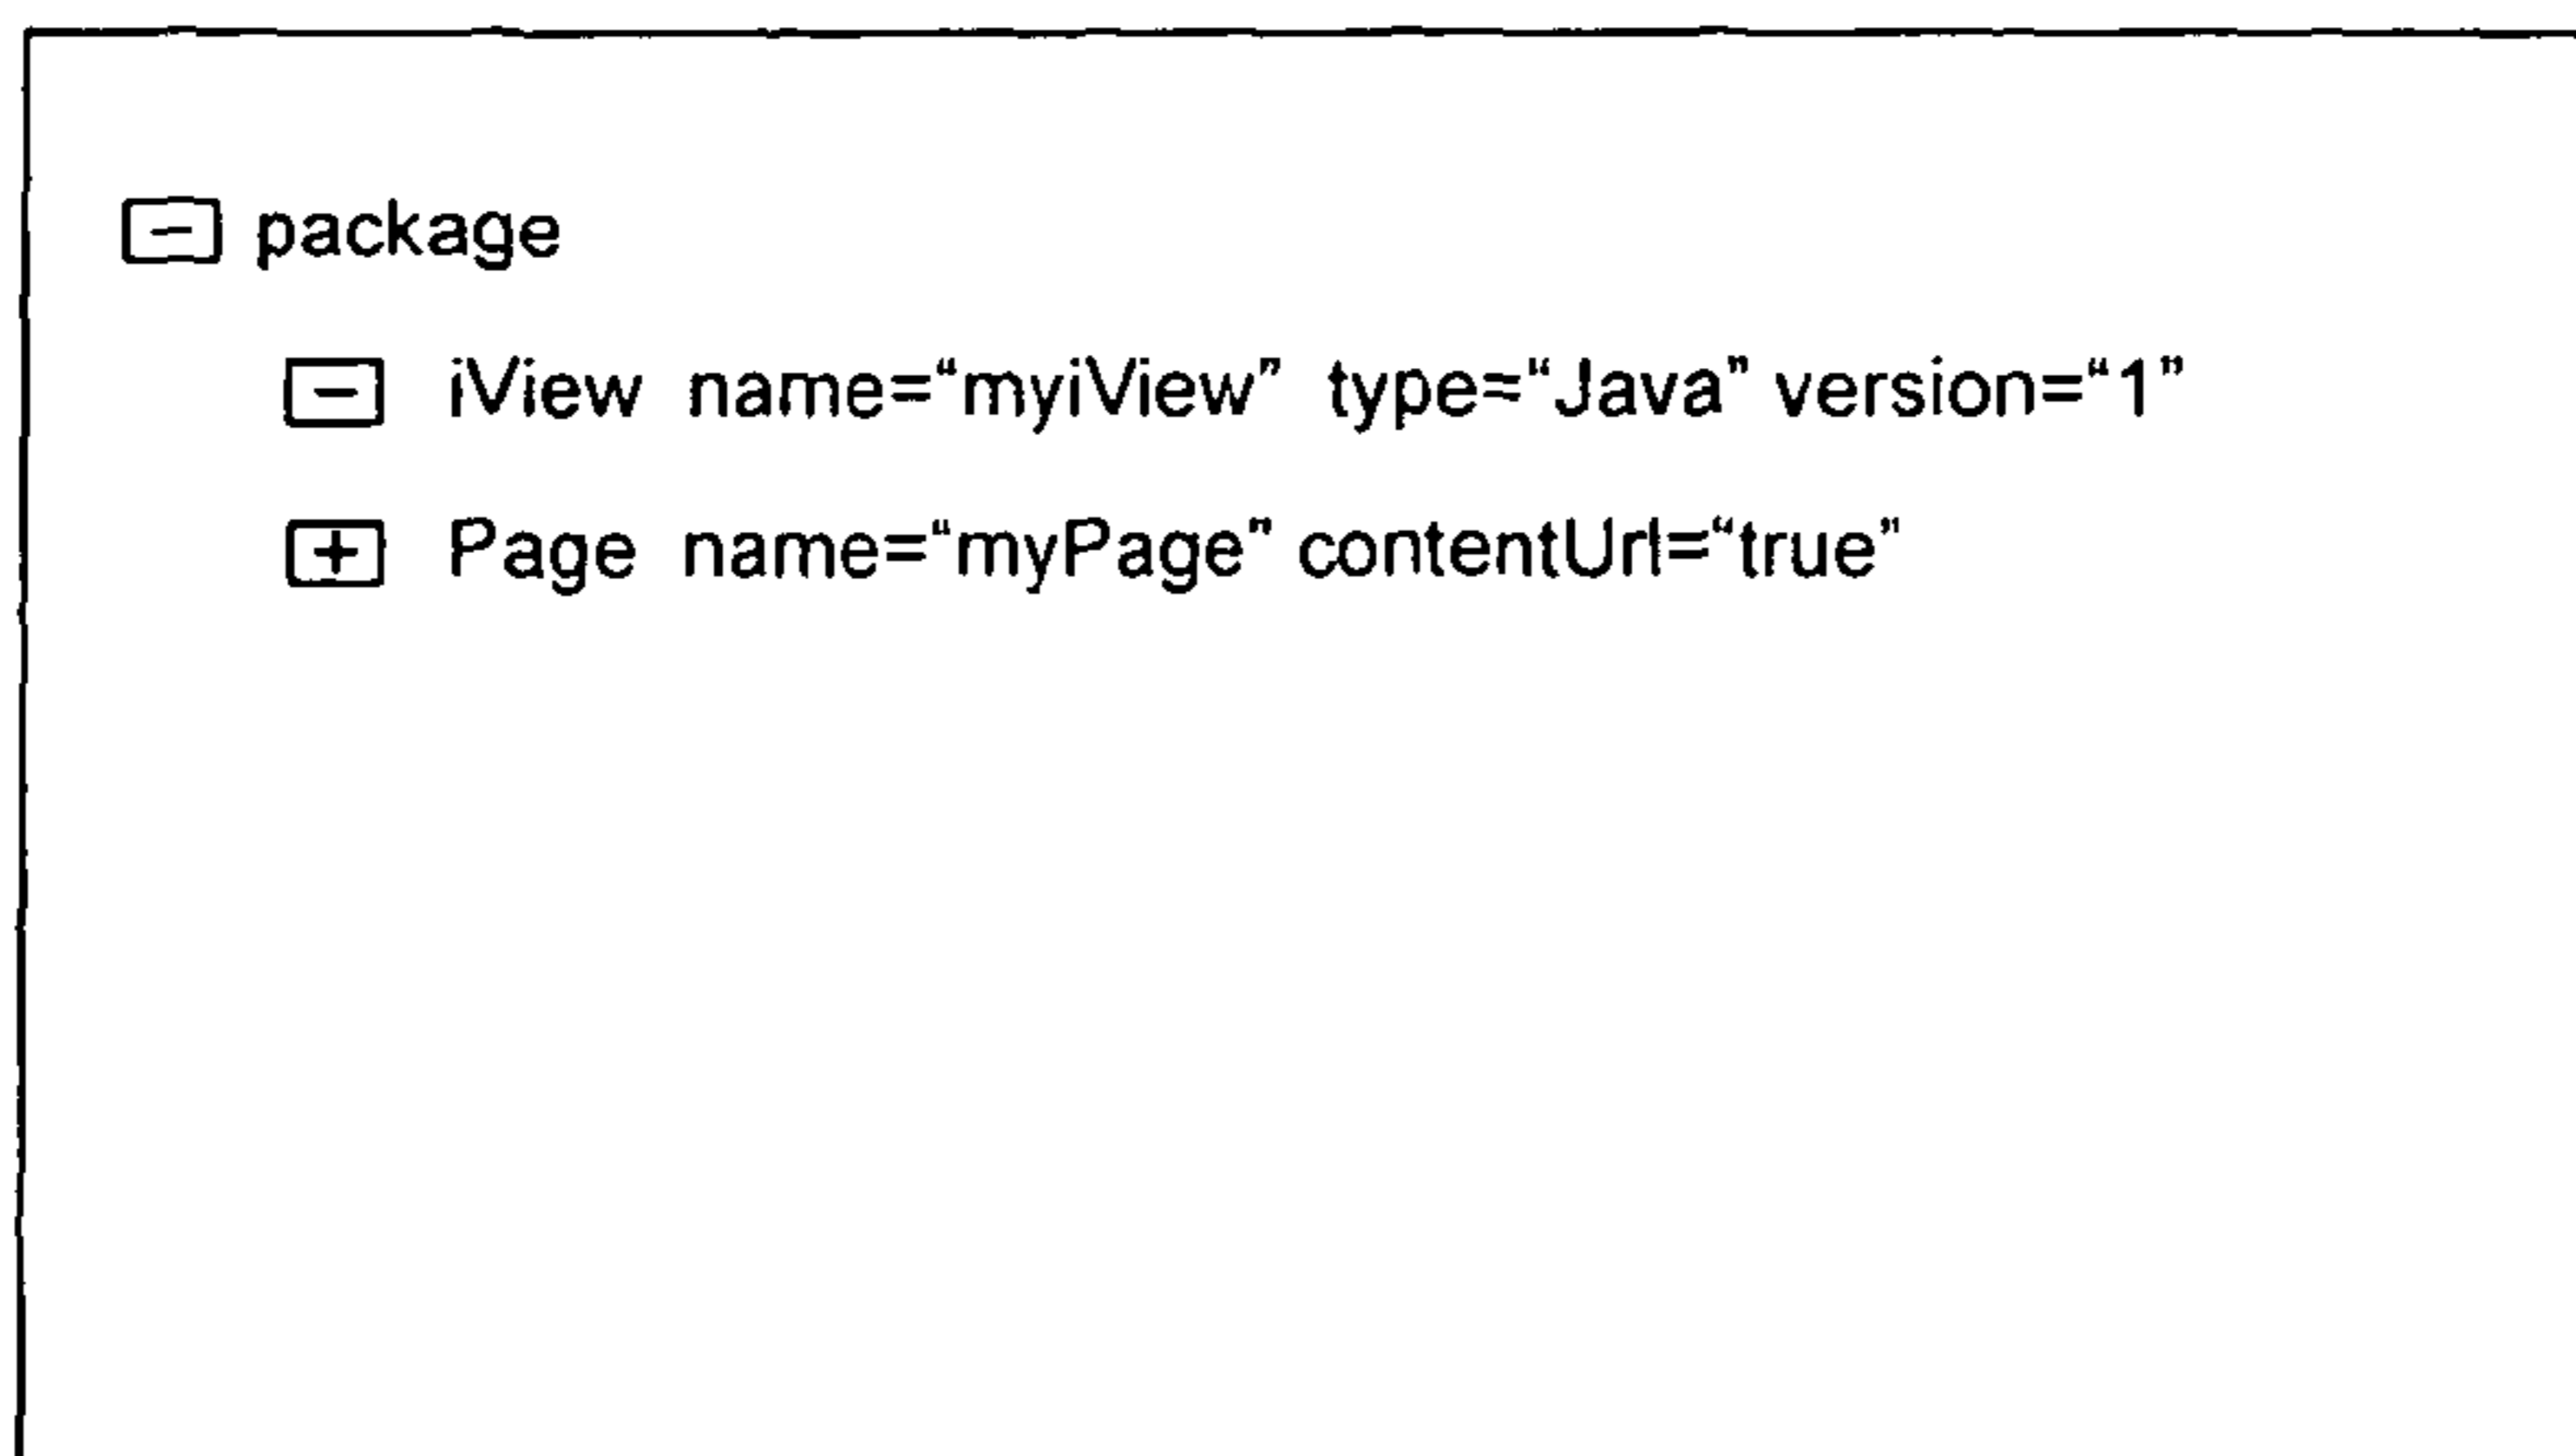 package
iView name=“myiView” type=“Java” version=“1”
Page name=“myPage” contentUrl=“true”